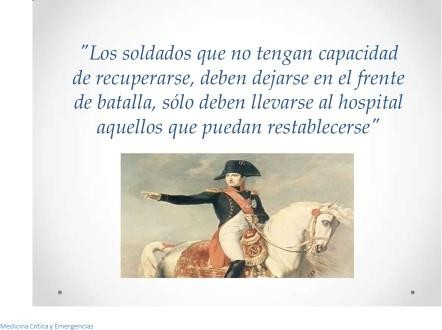 "Los soldados que no tengan capacidad
de recuperarse, deben dejarse en el frente
de batalla, sólo deben llevarse al hospital
aquellos que puedan restablecerse"
Medicina Crítica y Emergencias